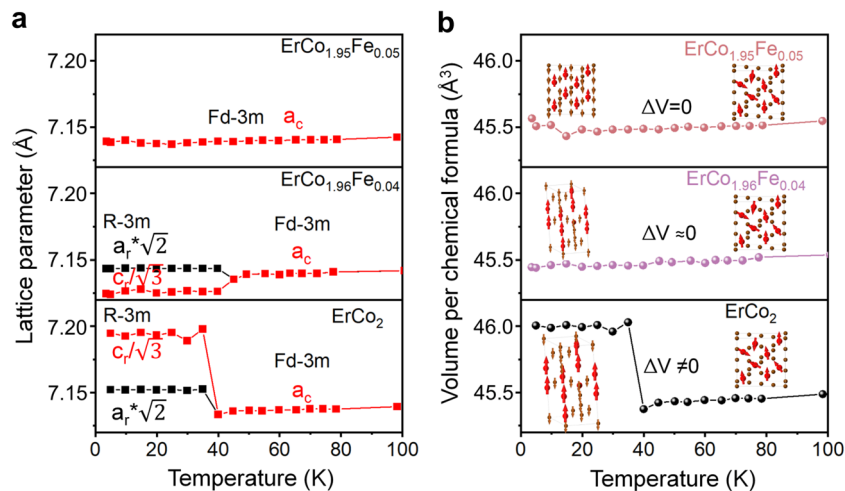 a
ErCo1.95Fe0.05
7.20
Fd-3m
ac
7.15
ErCo1.96Fe0.04
7.20
R-3m
Fd-3m
ar*√2
ac
7.15
cr/√3
ErCo2
R-3m
7.20
cr/√3
Fd-3m
7.15
ac
ar*√2
0 20 40 60 80 100
Temperature (K)
Lattice parameter (Å)
b
ErCo1.95Fe0.05
46.0
ΔV=0
45.5
ErCo1.96Fe0.04
46.0
ΔV ≈0
45.5
ErCo2
46.0
ΔV ≠0
45.5
0 20 40 60 80 100
Temperature (K)
Volume per chemical formula (Å³)